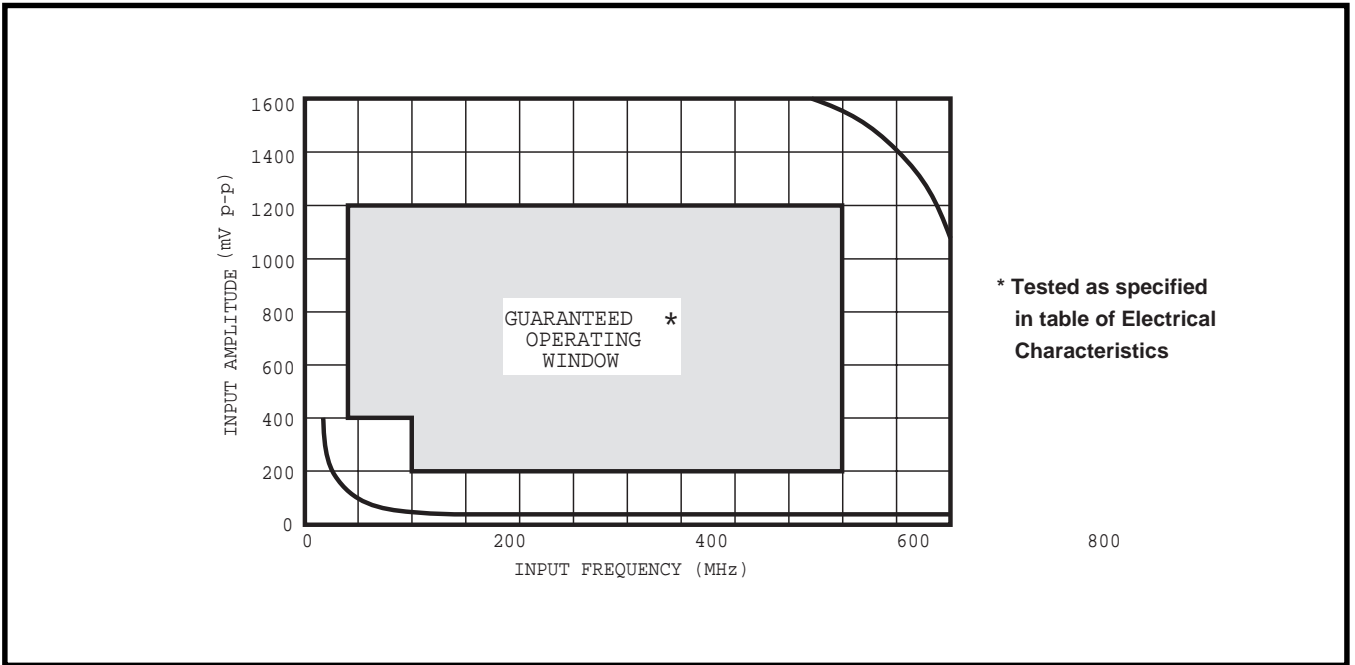 1600
1400
1200
1000
800
600
400
200
0
INPUT AMPLITUDE (mV p-p)
GUARANTEED *
OPERATING
WINDOW
* Tested as specified
in table of Electrical
Characteristics
0 200 400 600 800
INPUT FREQUENCY (MHz)